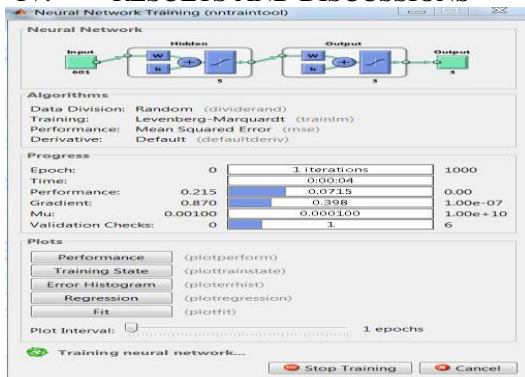 IV. RESULTS AND DISCUSSIONS
Neural Network Training (nntraintool)
Neural Network
Hidden Output
Input Output
W W
b b
601 5 3 3
Algorithms
Data Division: Random (dividerand)
Training: Levenberg-Marquardt (trainlm)
Performance: Mean Squared Error (mse)
Derivative: Default (defaultderiv)
Progress
Epoch: 0 1 iterations 1000
Time: 0:00:04
Performance: 0.215 0.0715 0.00
Gradient: 0.870 0.398 1.00e-07
Mu: 0.00100 0.000100 1.00e+10
Validation Checks: 0 1 6
Plots
Performance (plotperform)
Training State (plottrainstate)
Error Histogram (ploterrhist)
Regression (plotregression)
Fit (plotfit)
Plot Interval: 1 epochs
Training neural network...
Stop Training Cancel